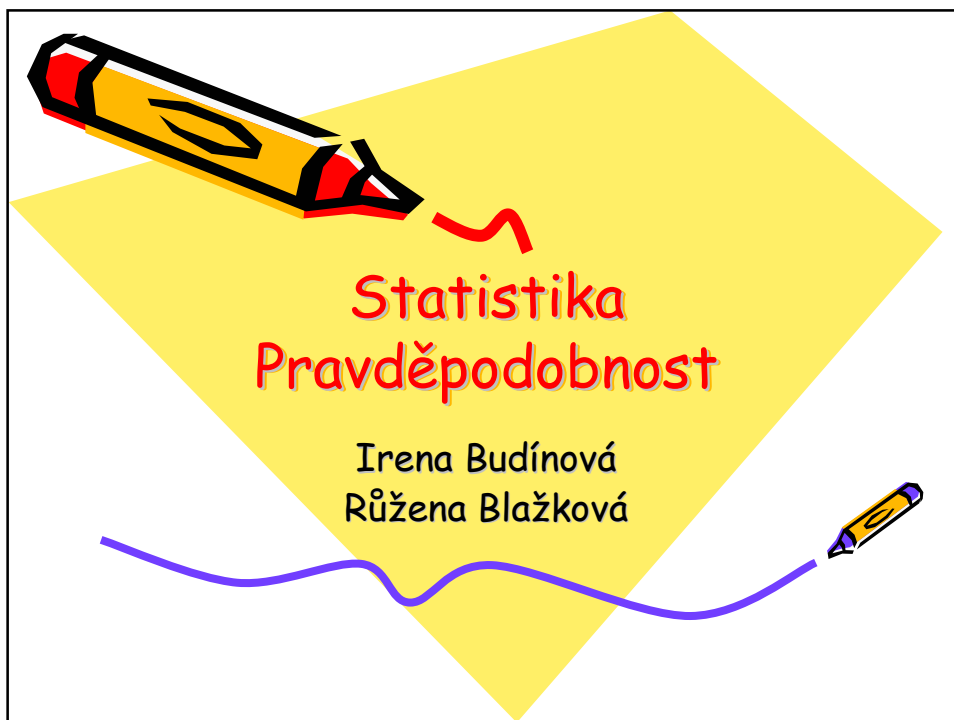 Statistika
Pravděpodobnost
Irena Budínová
Růžena Blažková